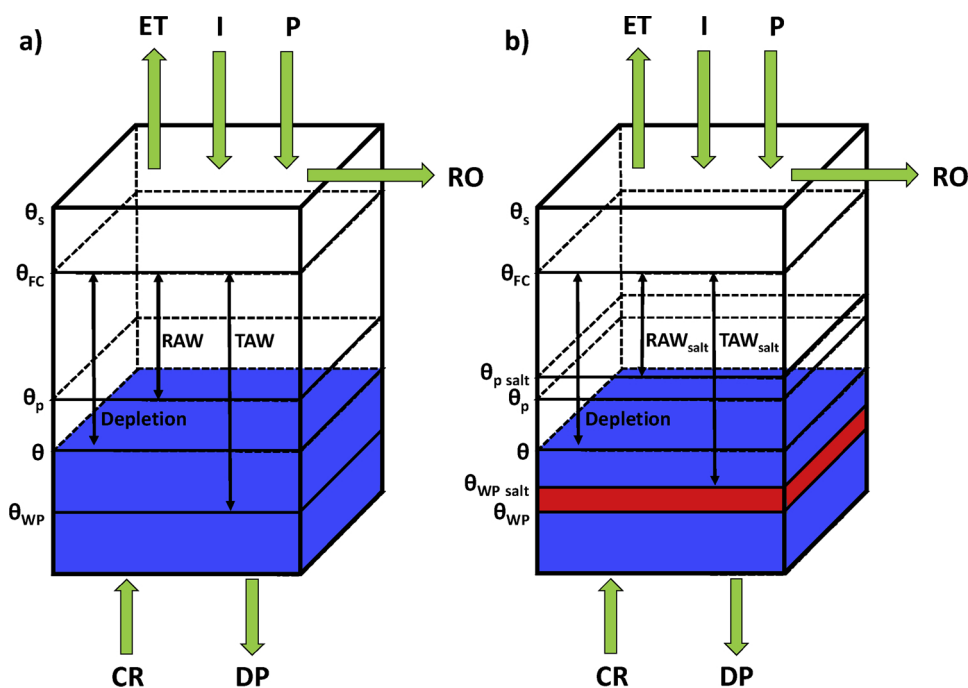 a)
ET
I
P
RO
θs
θFC
RAW
TAW
θp
Depletion
θ
θWP
CR
DP
b)
ET
I
P
RO
θs
θFC
RAWsalt
TAWsalt
θp salt
θp
Depletion
θ
θWP salt
θWP
CR
DP